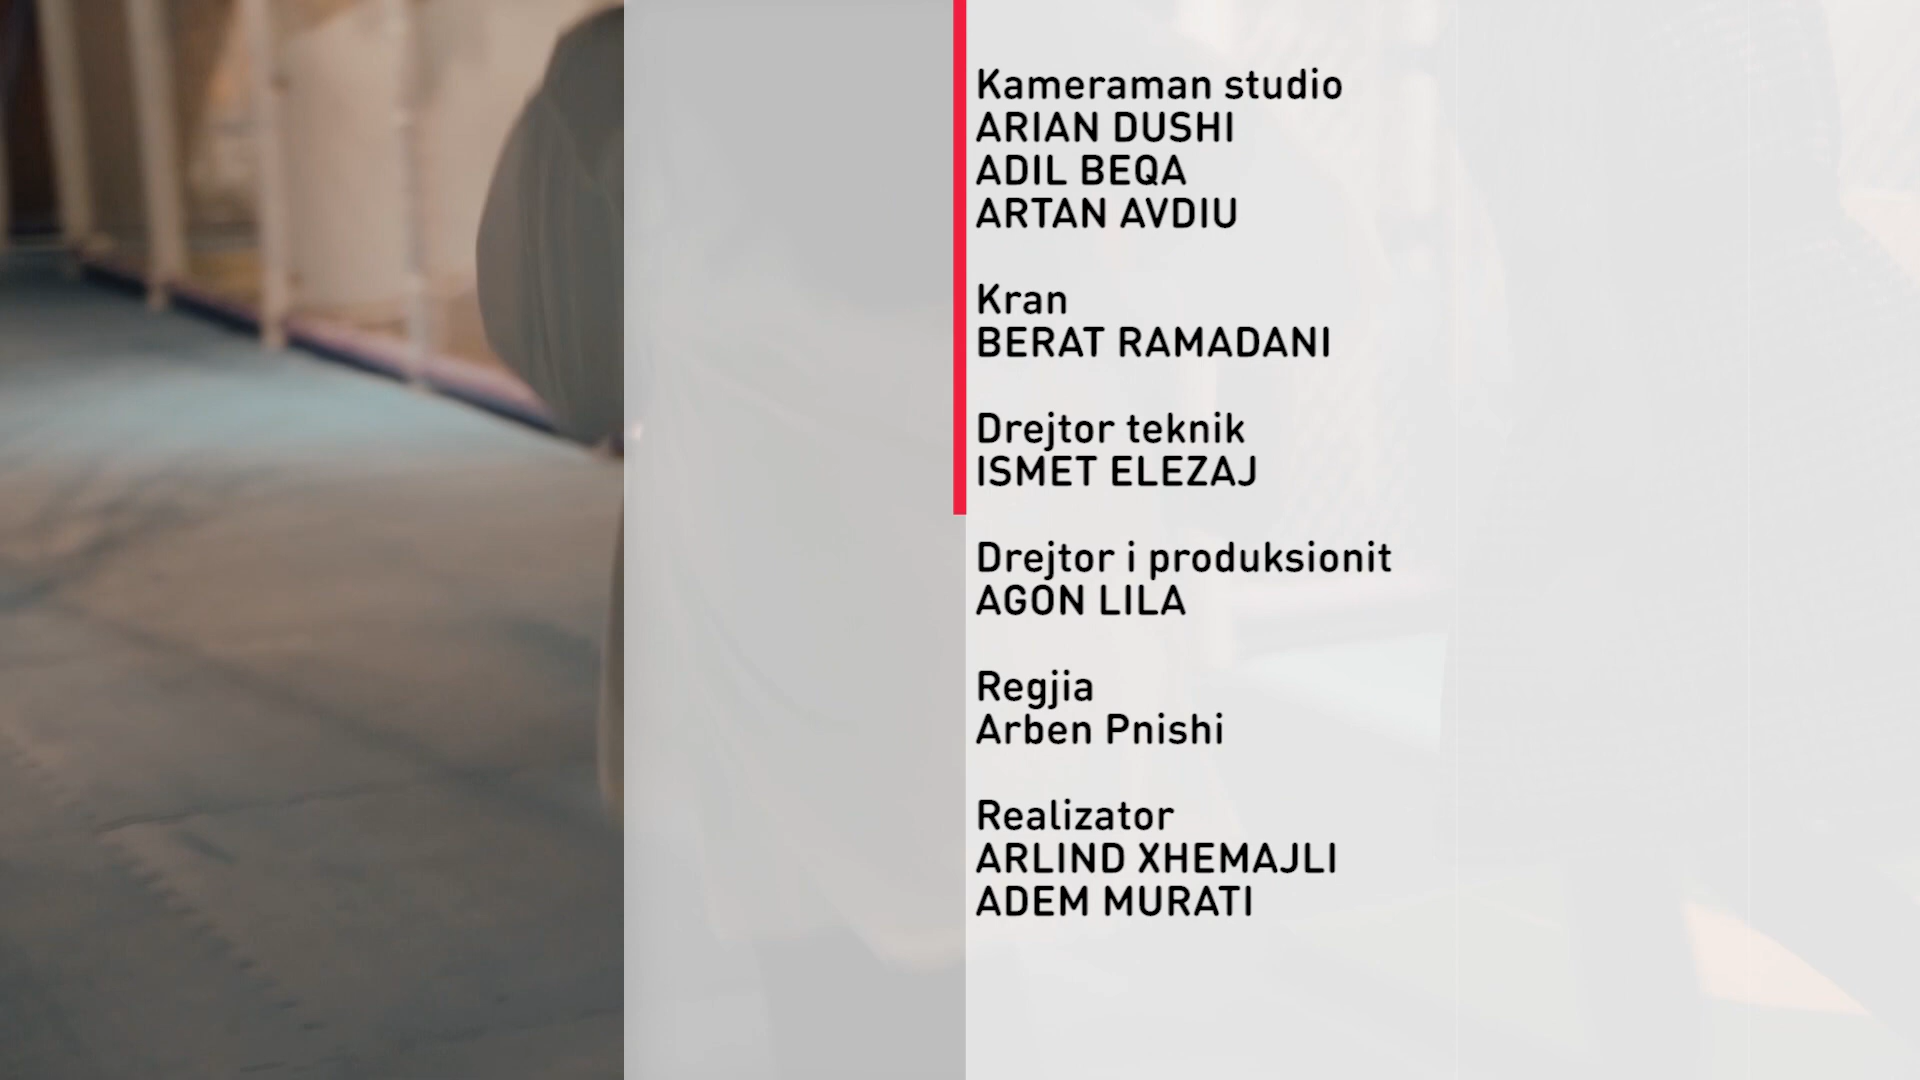 Kameraman studio
ARIAN DUSHI
ADIL BEQA
ARTAN AVDIU
Kran
BERAT RAMADANI
Drejtor teknik
ISMET ELEZAJ
Drejtor i produksionit
AGON LILA
Regjia
Arben Pnishi
Realizator
ARLIND XHEMAJLI
ADEM MURATI